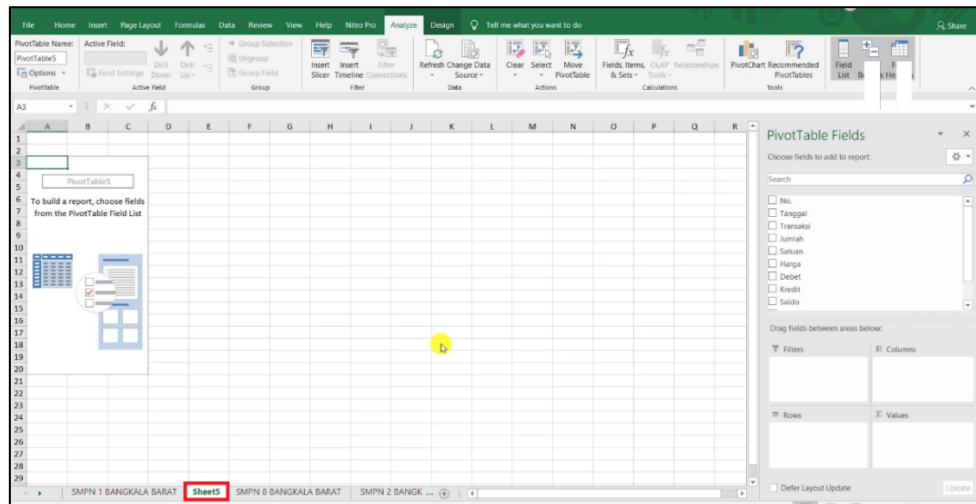 File Home Insert Page Layout Formulas Data Review View Help Nitro Pro Analyze Design Tell me what you want to do Share
PivotTable Name: Active Field:
PivotTable5
Options
Field Settings
Drill Down
Drill Up
Group Selection
Ungroup
Group Field
Insert Slicer
Insert Timeline
Filter Connections
Refresh
Change Data Source
Clear
Select
Move PivotTable
Fields, Items, & Sets
OLAP Tools
Relationships
PivotChart
Recommended PivotTables
Field List
PivotTable Active Field Group Filter Data Actions Calculations Tools
A3 fx
A B C D E F G H I J K L M N O P Q R
1
2
3
4
5
6
7
8
9
10
11
12
13
14
15
16
17
18
19
20
21
22
23
24
25
26
27
28
29
PivotTable5
To build a report, choose fields
from the PivotTable Field List
PivotTable Fields
Choose fields to add to report:
Search
No.
Tanggal
Transaksi
Jumlah
Satuan
Harga
Debet
Kredit
Saldo
Drag fields between areas below:
Filters Columns
Rows Σ Values
Defer Layout Update Update
SMPN 1 BANGKALA BARAT Sheet5 SMPN 8 BANGKALA BARAT SMPN 2 BANGK ...